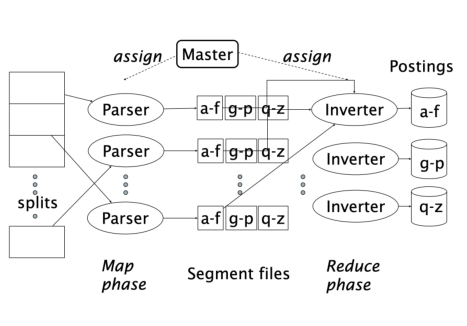 assign Master assign
Postings
Parser a-f g-p q-z Inverter a-f
Parser a-f g-p q-z Inverter g-p
splits
Parser a-f g-p q-z Inverter q-z
Map
phase
Segment files
Reduce
phase